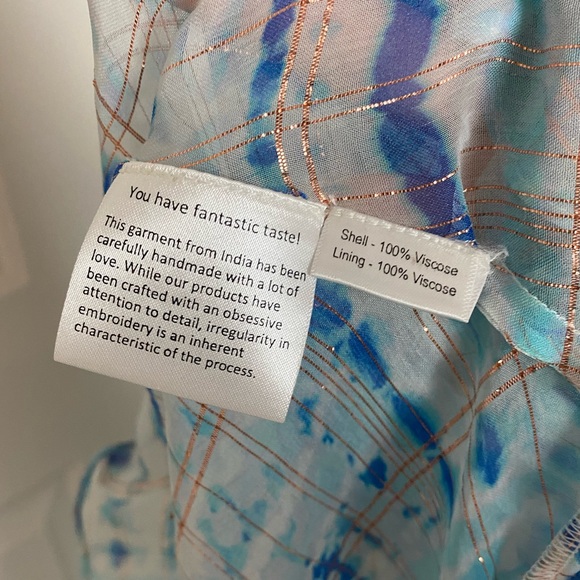 You have fantastic taste!
This garment from India has been
carefully handmade with a lot of
love. While our products have
been crafted with an obsessive
attention to detail, irregularity in
embroidery is an inherent
characteristic of the process.
Shell - 100% Viscose
Lining - 100% Viscose